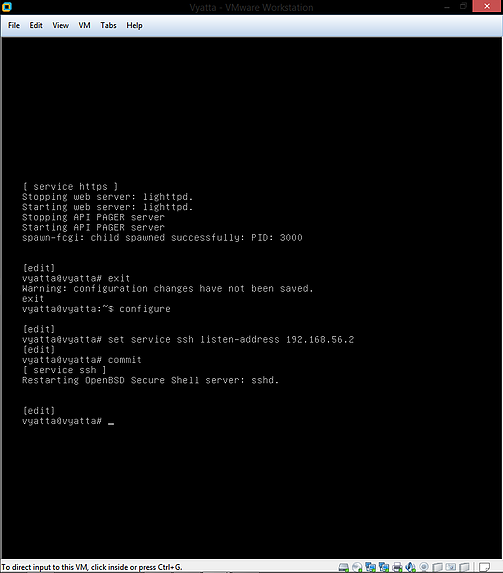 Vyatta - VMware Workstation
File Edit View VM Tabs Help
[ service https ]
Stopping web server: lighttpd.
Starting web server: lighttpd.
Stopping API PAGER server
Starting API PAGER server
spawn-fcgi: child spawned successfully: PID: 3000
[edit]
vyatta@vyatta# exit
Warning: configuration changes have not been saved.
exit
vyatta@vyatta:~$ configure
[edit]
vyatta@vyatta# set service ssh listen-address 192.168.56.2
[edit]
vyatta@vyatta# commit
[ service ssh ]
Restarting OpenBSD Secure Shell server: sshd.
[edit]
vyatta@vyatta# _
To direct input to this VM, click inside or press Ctrl+G.